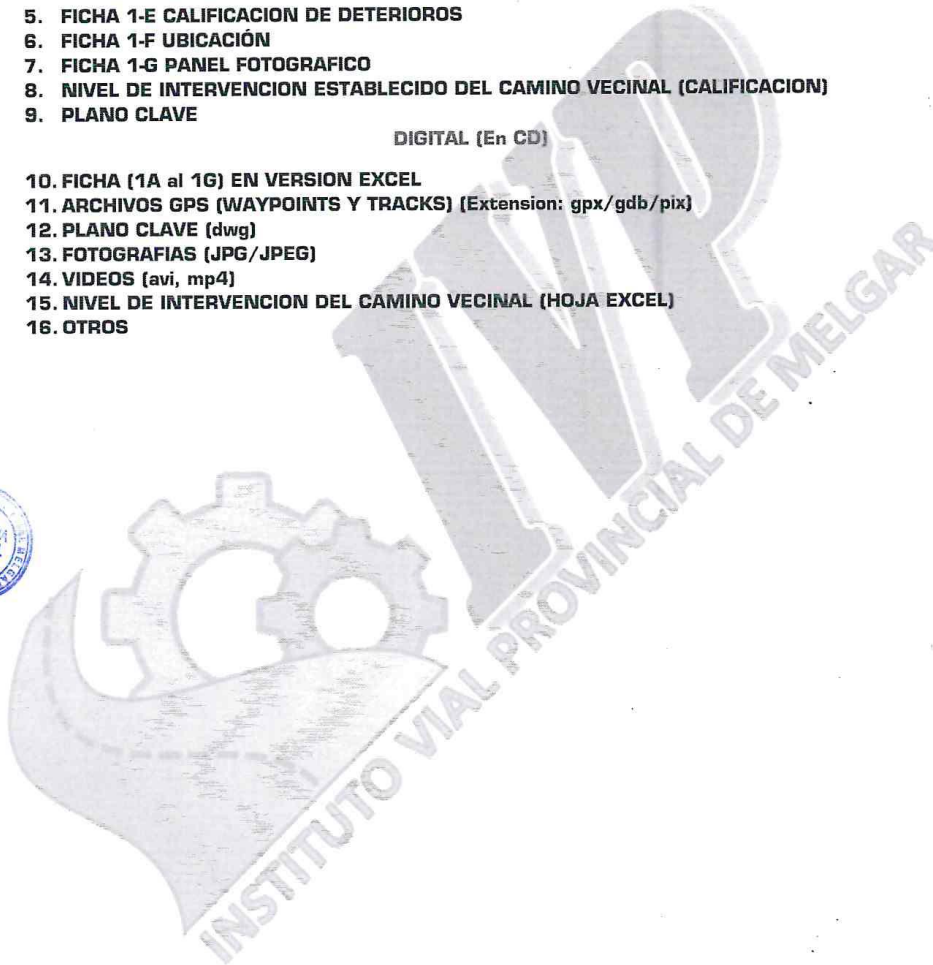 5. FICHA 1-E CALIFICACION DE DETERIOROS
6. FICHA 1-F UBICACIÓN
7. FICHA 1-G PANEL FOTOGRAFICO
8. NIVEL DE INTERVENCION ESTABLECIDO DEL CAMINO VECINAL (CALIFICACION)
9. PLANO CLAVE
DIGITAL (En CD)
10. FICHA (1A al 1G) EN VERSION EXCEL
11. ARCHIVOS GPS (WAYPOINTS Y TRACKS) (Extension: gpx/gdb/pix)
12. PLANO CLAVE (dwg)
13. FOTOGRAFIAS (JPG/JPEG)
14. VIDEOS (avi, mp4)
15. NIVEL DE INTERVENCION DEL CAMINO VECINAL (HOJA EXCEL)
16. OTROS
IVP
INSTITUTO VIAL PROVINCIAL DE MELGAR